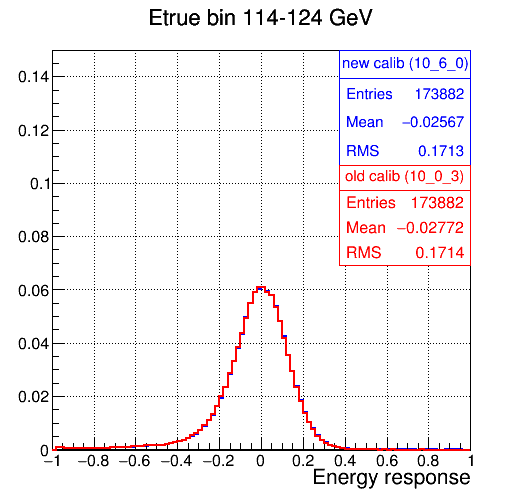 Etrue bin 114-124 GeV
new calib (10_6_0)
Entries 173882
Mean −0.02567
RMS 0.1713
old calib (10_0_3)
Entries 173882
Mean −0.02772
RMS 0.1714
0.14
0.12
0.1
0.08
0.06
0.04
0.02
0
−1 −0.8 −0.6 −0.4 −0.2 0 0.2 0.4 0.6 0.8 1
Energy response